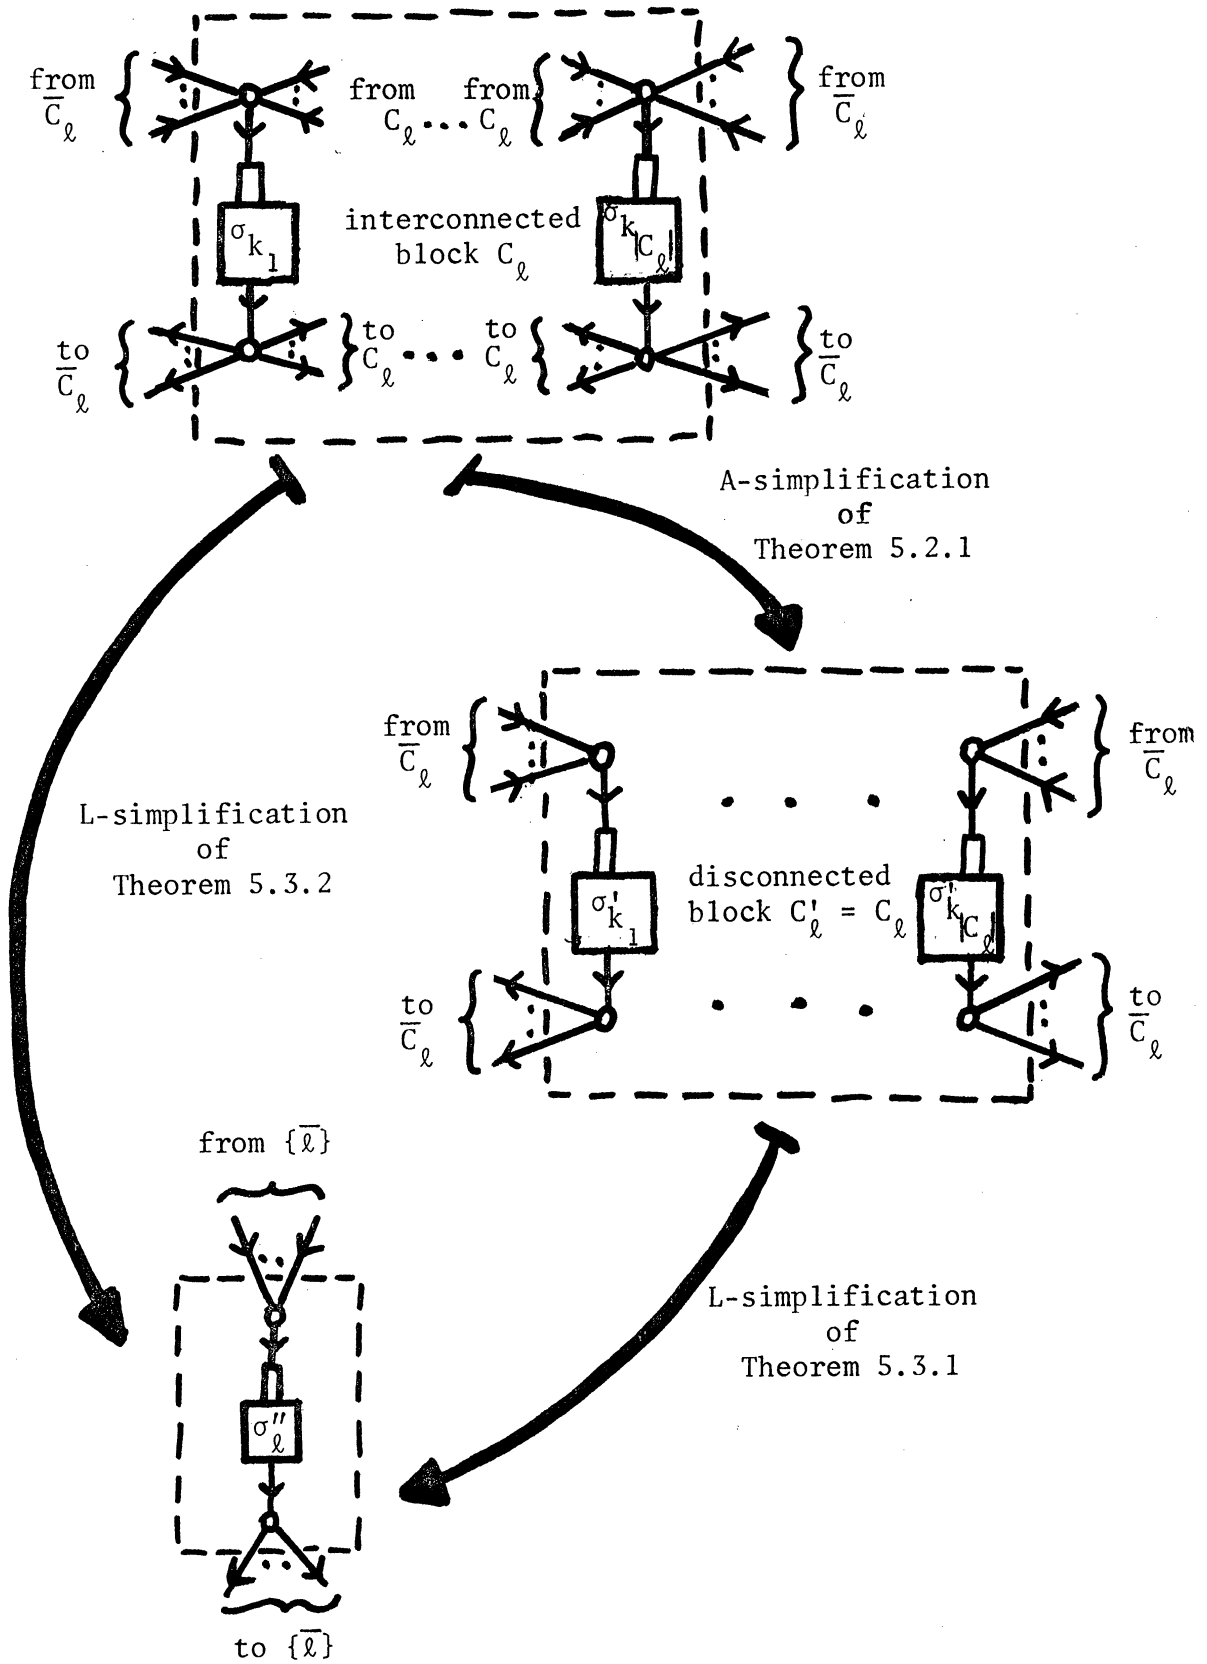 from
C̅ℓ
from
Cℓ
...
from
Cℓ
from
C̅ℓ
σk1
interconnected
block Cℓ
σk|Cℓ|
to
C̅ℓ
to
Cℓ
...
to
Cℓ
to
C̅ℓ
A-simplification
of
Theorem 5.2.1
from
C̅ℓ
from
C̅ℓ
L-simplification
of
Theorem 5.3.2
σ'k1
disconnected
block C'ℓ = Cℓ
σ'k|Cℓ|
to
C̅ℓ
to
C̅ℓ
from {ℓ̅}
L-simplification
of
Theorem 5.3.1
σ"ℓ
to {ℓ̅}